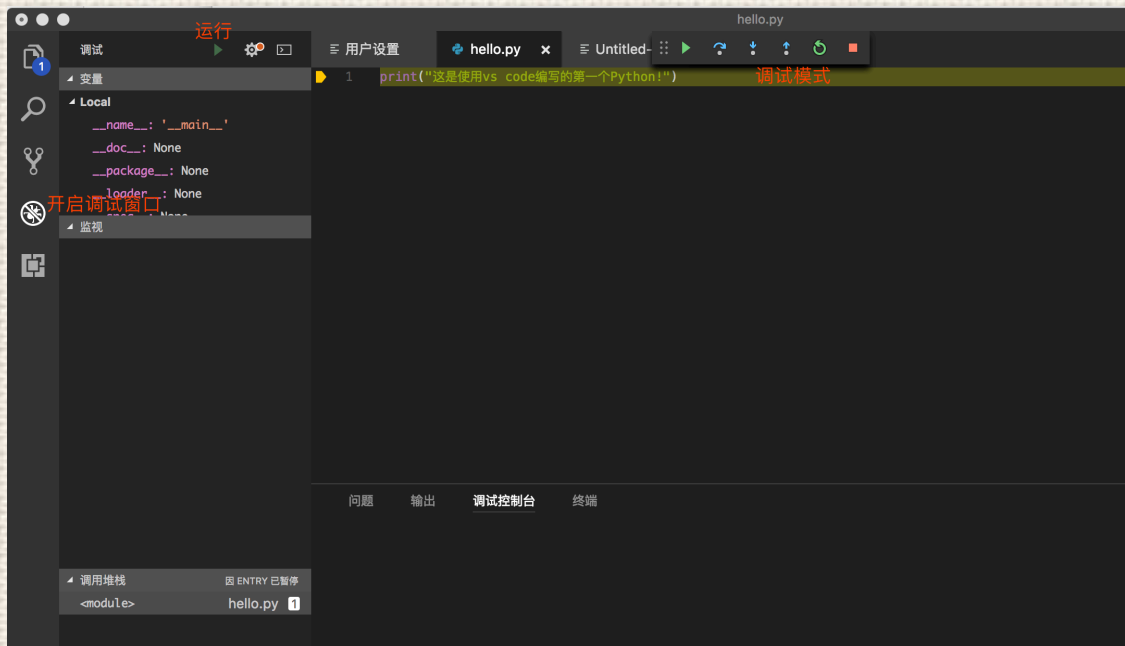 hello.py
运行
调试
用户设置
hello.py
Untitled-
1
变量
1 print("这是使用vs code编写的第一个Python!")
调试模式
Local
__name__: '__main__'
__doc__: None
__package__: None
__loader__: None
开启调试窗口
监视
问题 输出 调试控制台 终端
调用堆栈 因 ENTRY 已暂停
<module> hello.py 1